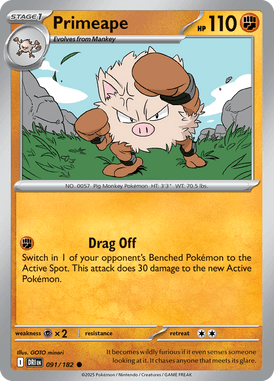 STAGE1 Primeape HP 110
Evolves from Mankey
NO. 0057 Pig Monkey Pokémon HT: 3'3" WT: 70.5 lbs.
Drag Off
Switch in 1 of your opponent's Benched Pokémon to the
Active Spot. This attack does 30 damage to the new Active
Pokémon.
weakness ×2 resistance retreat
Illus. GOTO minori
I DRI EN 091/182
It becomes wildly furious if it even senses someone
looking at it. It chases anyone that meets its glare.
©2025 Pokémon / Nintendo / Creatures / GAME FREAK